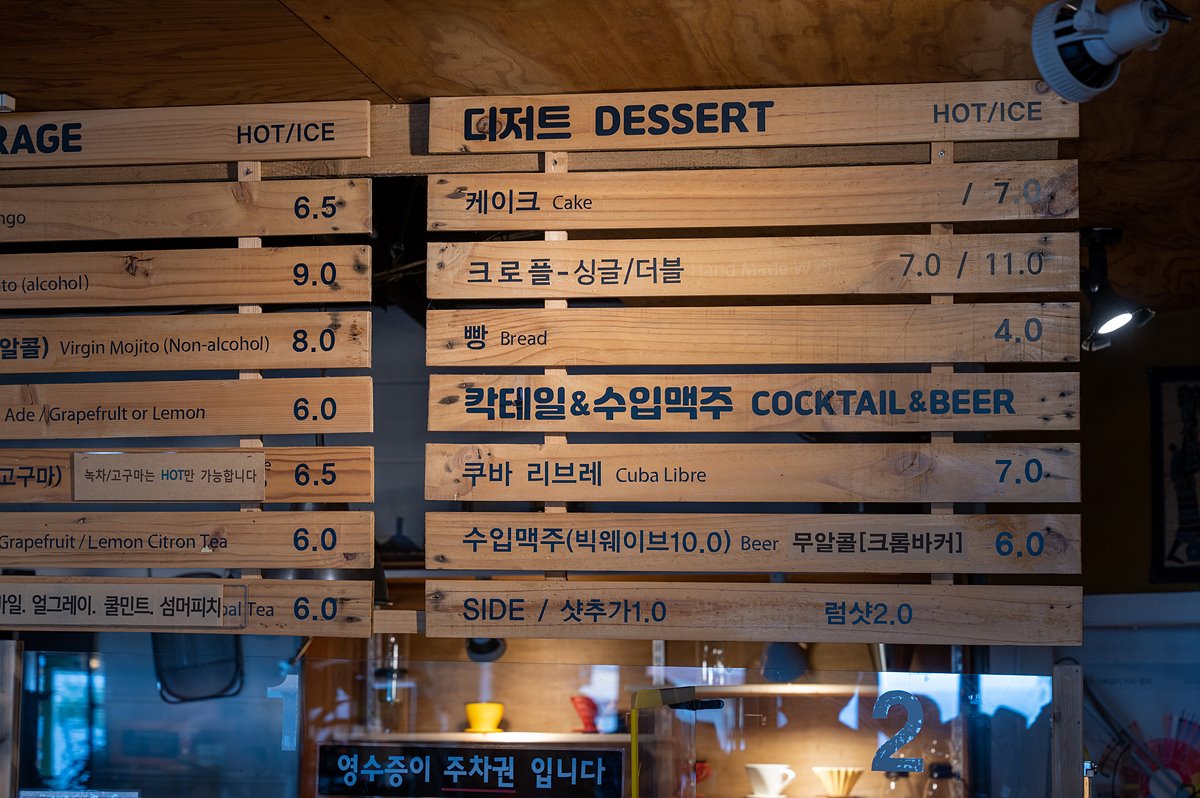 RAGE HOT/ICE
ngo 6.5
to (alcohol) 9.0
알콜) Virgin Mojito (Non-alcohol) 8.0
Ade / Grapefruit or Lemon 6.0
고구마) 녹차/고구마는 HOT만 가능합니다 6.5
Grapefruit / Lemon Citron Tea 6.0
마일. 얼그레이. 쿨민트. 섬머피치 bal Tea 6.0
디저트 DESSERT HOT/ICE
케이크 Cake / 7.0
크로플-싱글/더블 7.0 / 11.0
빵 Bread 4.0
칵테일&수입맥주 COCKTAIL&BEER
쿠바 리브레 Cuba Libre 7.0
수입맥주(빅웨이브10.0) Beer 무알콜[크롬바커] 6.0
SIDE / 샷추가1.0 럼샷2.0
2
영수증이 주차권 입니다